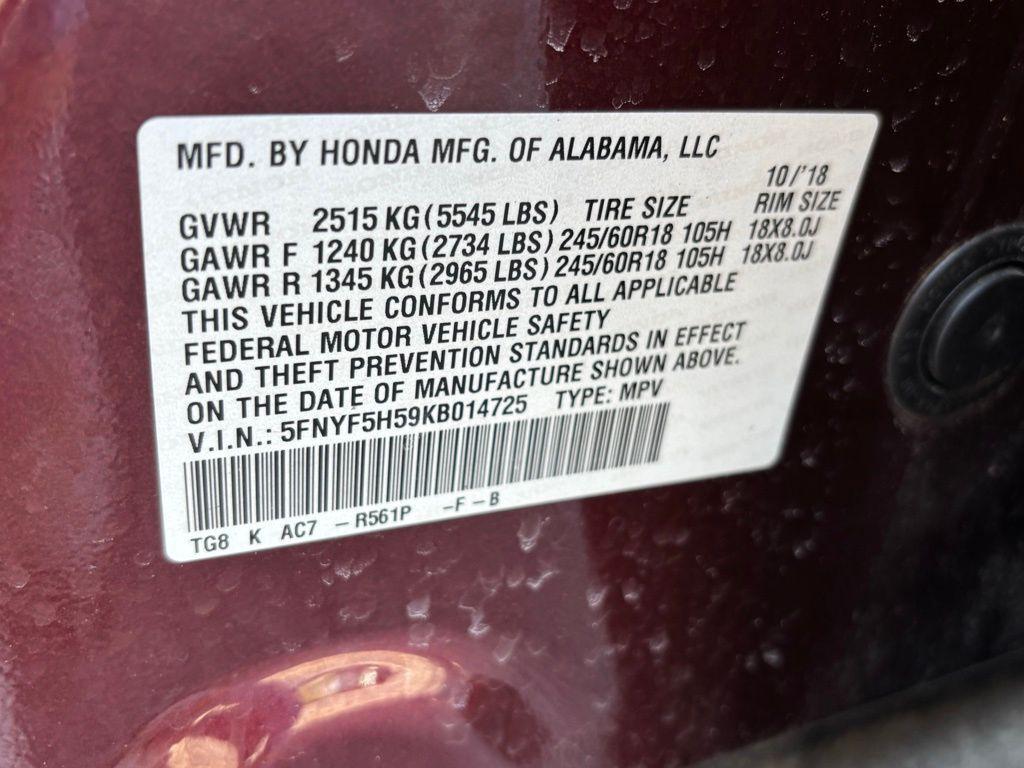 MFD. BY HONDA MFG. OF ALABAMA, LLC
10/'18
GVWR 2515 KG (5545 LBS) TIRE SIZE RIM SIZE
GAWR F 1240 KG (2734 LBS) 245/60R18 105H 18X8.0J
GAWR R 1345 KG (2965 LBS) 245/60R18 105H 18X8.0J
THIS VEHICLE CONFORMS TO ALL APPLICABLE
FEDERAL MOTOR VEHICLE SAFETY
AND THEFT PREVENTION STANDARDS IN EFFECT
ON THE DATE OF MANUFACTURE SHOWN ABOVE.
V.I.N.: 5FNYF5H59KB014725 TYPE: MPV
TG8 K AC7 – R561P –F–B